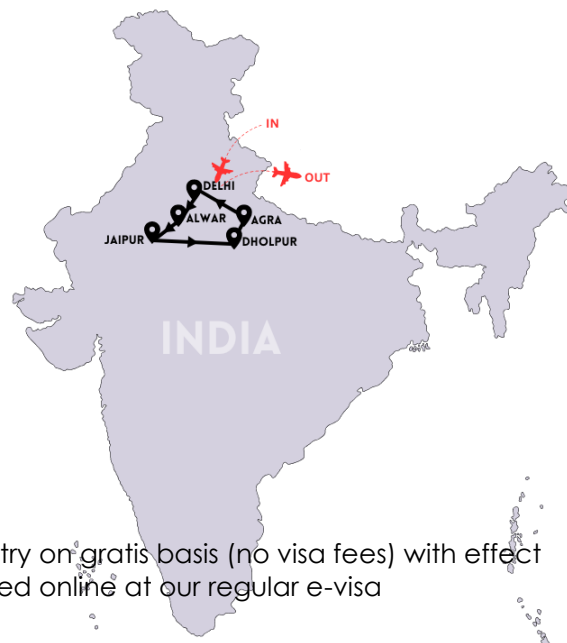 IN
OUT
DELHI
ALWAR
AGRA
JAIPUR
DHOLPUR
INDIA
try on gratis basis (no visa fees) with effect
ed online at our regular e-visa